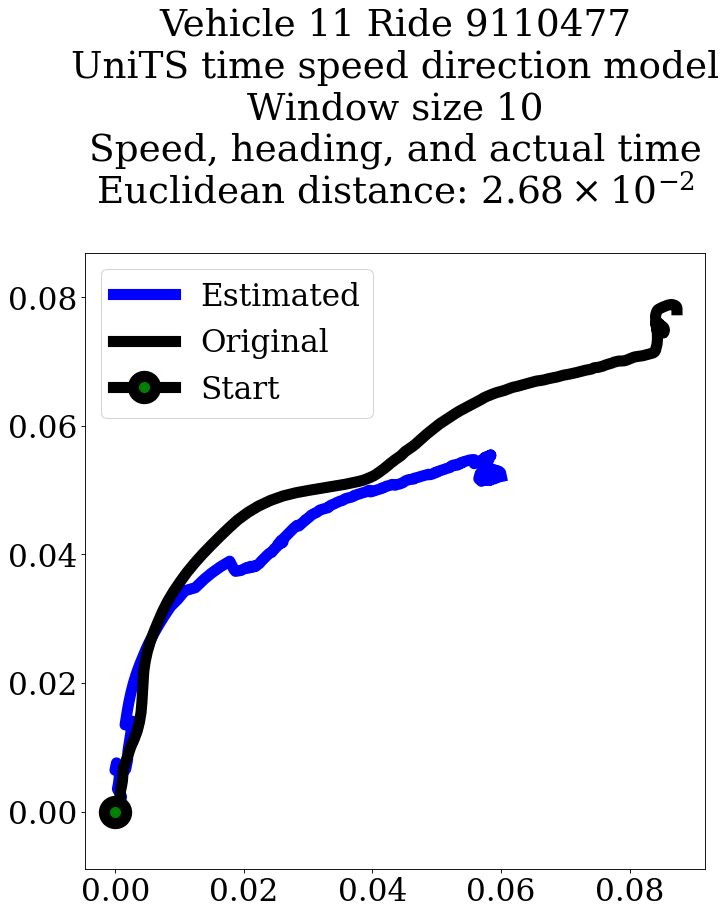 Vehicle 11 Ride 9110477
UniTS time speed direction model
Window size 10
Speed, heading, and actual time
Euclidean distance: 2.68 × 10⁻²
Estimated
Original
Start
0.08
0.06
0.04
0.02
0.00
0.00 0.02 0.04 0.06 0.08